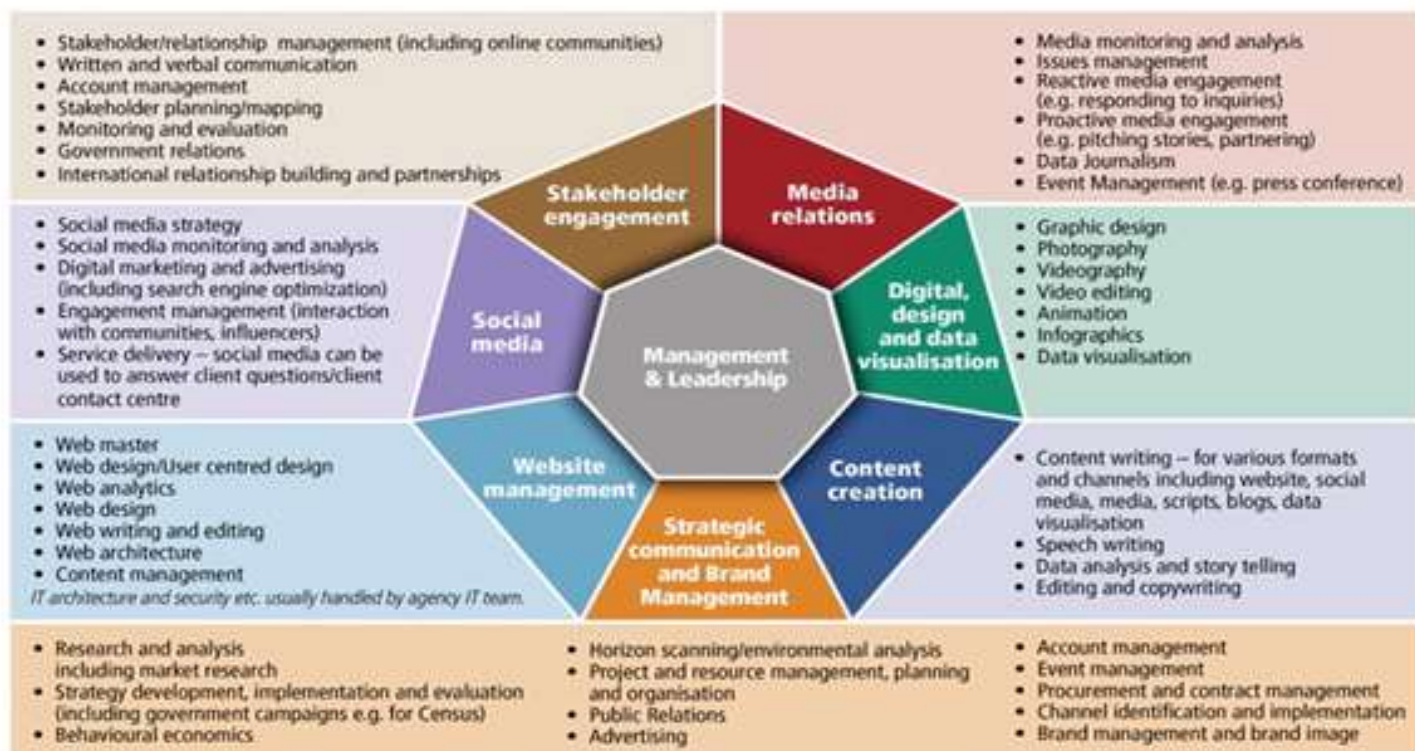 • Stakeholder/relationship management (including online communities)
• Written and verbal communication
• Account management
• Stakeholder planning/mapping
• Monitoring and evaluation
• Government relations
• International relationship building and partnerships
Stakeholder
engagement
Media
relations
• Media monitoring and analysis
• Issues management
• Reactive media engagement
(e.g. responding to inquiries)
• Proactive media engagement
(e.g. pitching stories, partnering)
• Data Journalism
• Event Management (e.g. press conference)
• Social media strategy
• Social media monitoring and analysis
• Digital marketing and advertising
(including search engine optimization)
• Engagement management (interaction
with communities, influencers)
• Service delivery – social media can be
used to answer client questions/client
contact centre
Social
media
Management
& Leadership
Digital,
design
and data
visualisation
• Graphic design
• Photography
• Videography
• Video editing
• Animation
• Infographics
• Data visualisation
• Web master
• Web design/User centred design
• Web analytics
• Web design
• Web writing and editing
• Web architecture
• Content management
IT architecture and security etc. usually handled by agency IT team.
Website
management
Strategic
communication
and Brand
Management
Content
creation
• Content writing – for various formats
and channels including website, social
media, media, scripts, blogs, data
visualisation
• Speech writing
• Data analysis and story telling
• Editing and copywriting
• Research and analysis
including market research
• Strategy development, implementation and evaluation
(including government campaigns e.g. for Census)
• Behavioural economics
• Horizon scanning/environmental analysis
• Project and resource management, planning
and organisation
• Public Relations
• Advertising
• Account management
• Event management
• Procurement and contract management
• Channel identification and implementation
• Brand management and brand image